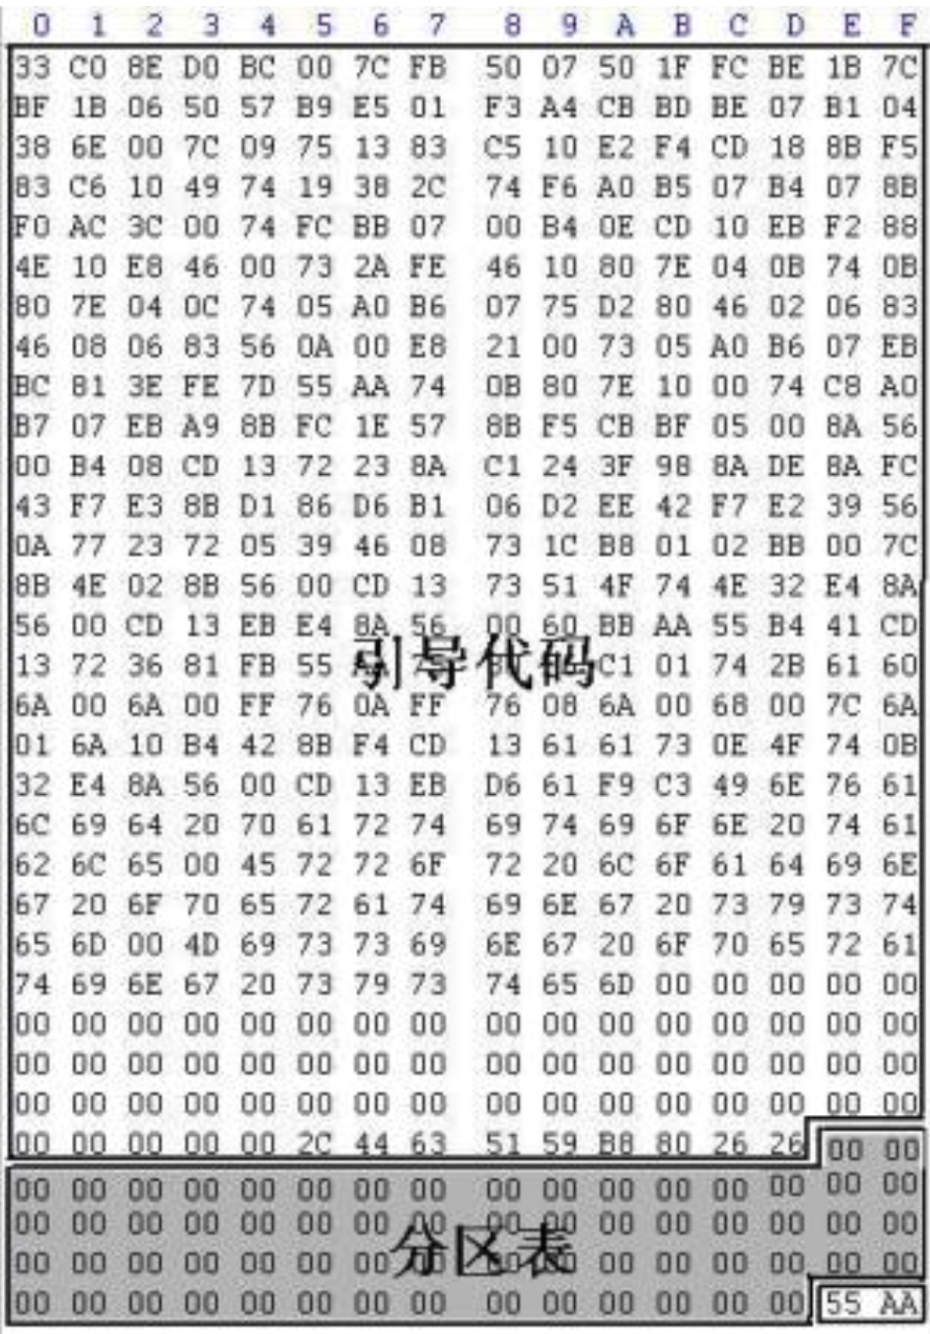 0 1 2 3 4 5 6 7 8 9 A B C D E F
33 C0 8E D0 BC 00 7C FB 50 07 50 1F FC BE 1B 7C
BF 1B 06 50 57 B9 E5 01 F3 A4 CB BD BE 07 B1 04
38 6E 00 7C 09 75 13 83 C5 10 E2 F4 CD 18 8B F5
83 C6 10 49 74 19 38 2C 74 F6 A0 B5 07 B4 07 8B
F0 AC 3C 00 74 FC BB 07 00 B4 0E CD 10 EB F2 88
4E 10 E8 46 00 73 2A FE 46 10 80 7E 04 0B 74 0B
80 7E 04 0C 74 05 A0 B6 07 75 D2 80 46 02 06 83
46 08 06 83 56 0A 00 E8 21 00 73 05 A0 B6 07 EB
BC 81 3E FE 7D 55 AA 74 0B 80 7E 10 00 74 C8 A0
B7 07 EB A9 8B FC 1E 57 8B F5 CB BF 05 00 8A 56
00 B4 08 CD 13 72 23 8A C1 24 3F 98 8A DE 8A FC
43 F7 E3 8B D1 86 D6 B1 06 D2 EE 42 F7 E2 39 56
0A 77 23 72 05 39 46 08 73 1C B8 01 02 BB 00 7C
8B 4E 02 8B 56 00 CD 13 73 51 4F 74 4E 32 E4 8A
56 00 CD 13 EB E4 8A 56 00 60 BB AA 55 B4 41 CD
引导代码
13 72 36 81 FB 55 C1 01 74 2B 61 60
6A 00 6A 00 FF 76 0A FF 76 08 6A 00 68 00 7C 6A
01 6A 10 B4 42 8B F4 CD 13 61 61 73 0E 4F 74 0B
32 E4 8A 56 00 CD 13 EB D6 61 F9 C3 49 6E 76 61
6C 69 64 20 70 61 72 74 69 74 69 6F 6E 20 74 61
62 6C 65 00 45 72 72 6F 72 20 6C 6F 61 64 69 6E
67 20 6F 70 65 72 61 74 69 6E 67 20 73 79 73 74
65 6D 00 4D 69 73 73 69 6E 67 20 6F 70 65 72 61
74 69 6E 67 20 73 79 73 74 65 6D 00 00 00 00 00
00 00 00 00 00 00 00 00 00 00 00 00 00 00 00 00
00 00 00 00 00 00 00 00 00 00 00 00 00 00 00 00
00 00 00 00 00 00 00 00 00 00 00 00 00 00 00 00
00 00 00 00 00 2C 44 63 51 59 B8 80 26 26 00 00
00 00 00 00 00 00 00 00 00 00 00 00 00 00 00 00
00 00 00 00 00 00 00 00 00 00 00 00 00 00 00 00
分区表
00 00 00 00 00 00 00 00 00 00 00 00 00 00
00 00 00 00 00 00 00 00 00 00 00 00 00 00 55 AA